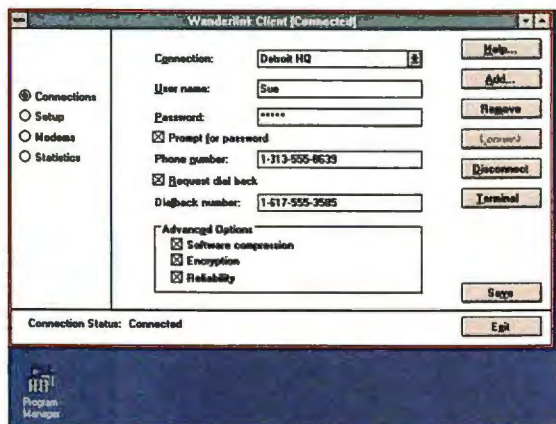 Wanderlink Client [Connected]
Connection: Detroit HQ
User name: Sue
Password: *****
Prompt for password
Phone number: 1-313-555-8639
Request dial back
Dialback number: 1-617-555-3585
Advanced Options
Software compression
Encryption
Reliability
Connections
Setup
Modems
Statistics
Help...
Add...
Remove
Connect
Disconnect
Terminal
Save
Exit
Connection Status: Connected
Program
Manager